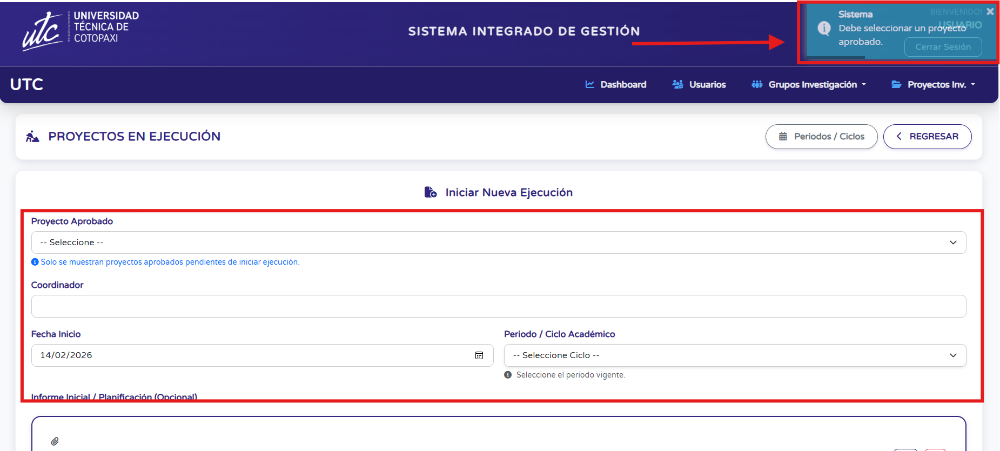 utc UNIVERSIDAD
TÉCNICA DE
COTOPAXI
SISTEMA INTEGRADO DE GESTIÓN
Sistema
Debe seleccionar un proyecto
aprobado.
BIENVENIDO!
USUARIO
Cerrar Sesión
UTC
Dashboard
Usuarios
Grupos Investigación
Proyectos Inv.
PROYECTOS EN EJECUCIÓN
Periodos / Ciclos
REGRESAR
Iniciar Nueva Ejecución
Proyecto Aprobado
-- Seleccione --
Solo se muestran proyectos aprobados pendientes de iniciar ejecución.
Coordinador
Fecha Inicio
14/02/2026
Periodo / Ciclo Académico
-- Seleccione Ciclo --
Seleccione el periodo vigente.
Informe Inicial / Planificación (Opcional)